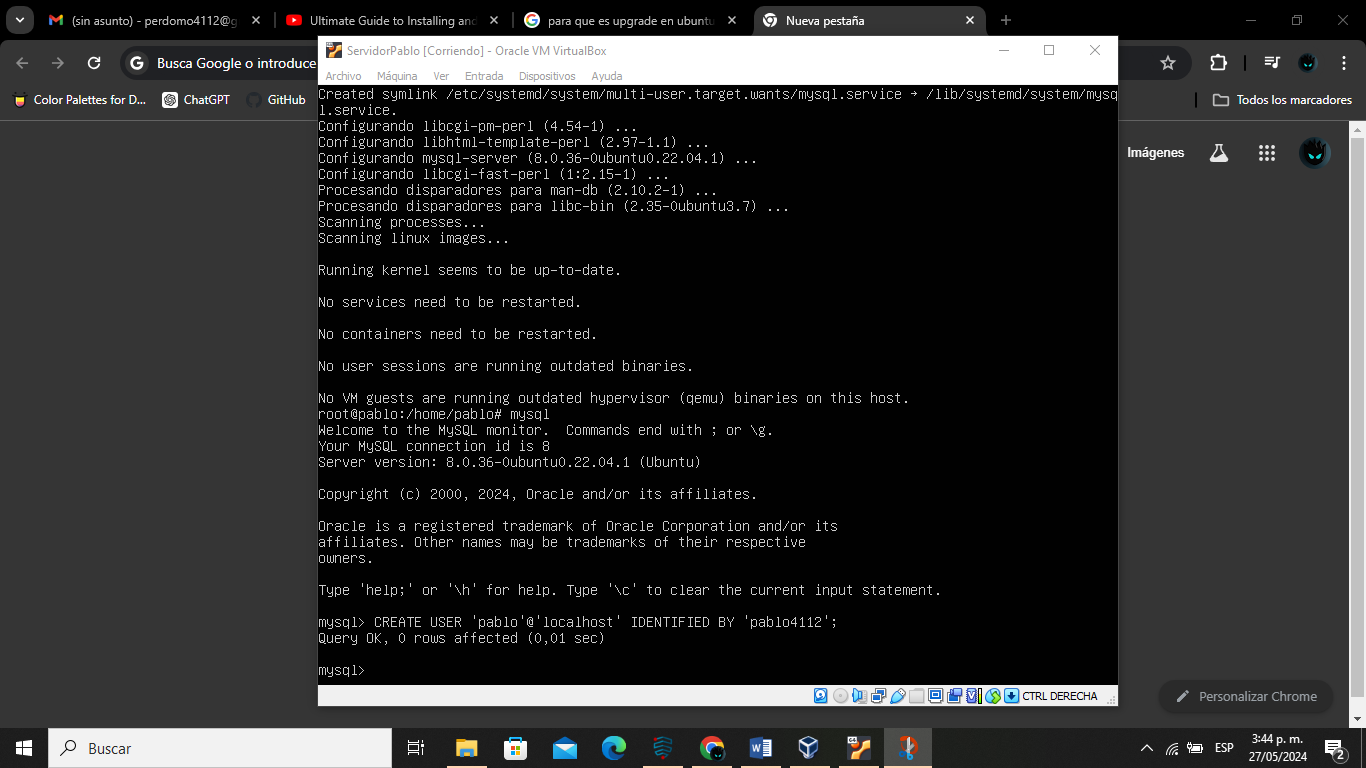 (sin asunto) - perdomo4112@g
Ultimate Guide to Installing and
para que es upgrade en ubuntu
Nueva pestaña
Busca Google o introduce
Color Palettes for D...
ChatGPT
GitHub
Todos los marcadores
Imágenes
ServidorPablo [Corriendo] - Oracle VM VirtualBox
Archivo Máquina Ver Entrada Dispositivos Ayuda
Created symlink /etc/systemd/system/multi-user.target.wants/mysql.service → /lib/systemd/system/mysq
l.service.
Configurando libcgi-pm-perl (4.54-1) ...
Configurando libhtml-template-perl (2.97-1.1) ...
Configurando mysql-server (8.0.36-0ubuntu0.22.04.1) ...
Configurando libcgi-fast-perl (1:2.15-1) ...
Procesando disparadores para man-db (2.10.2-1) ...
Procesando disparadores para libc-bin (2.35-0ubuntu3.7) ...
Scanning processes...
Scanning linux images...
Running kernel seems to be up-to-date.
No services need to be restarted.
No containers need to be restarted.
No user sessions are running outdated binaries.
No VM guests are running outdated hypervisor (qemu) binaries on this host.
root@pablo:/home/pablo# mysql
Welcome to the MySQL monitor.  Commands end with ; or \g.
Your MySQL connection id is 8
Server version: 8.0.36-0ubuntu0.22.04.1 (Ubuntu)
Copyright (c) 2000, 2024, Oracle and/or its affiliates.
Oracle is a registered trademark of Oracle Corporation and/or its
affiliates. Other names may be trademarks of their respective
owners.
Type 'help;' or '\h' for help. Type '\c' to clear the current input statement.
mysql> CREATE USER 'pablo'@'localhost' IDENTIFIED BY 'pablo4112';
Query OK, 0 rows affected (0,01 sec)
mysql>
CTRL DERECHA
Personalizar Chrome
Buscar
ESP
3:44 p. m.
27/05/2024
2